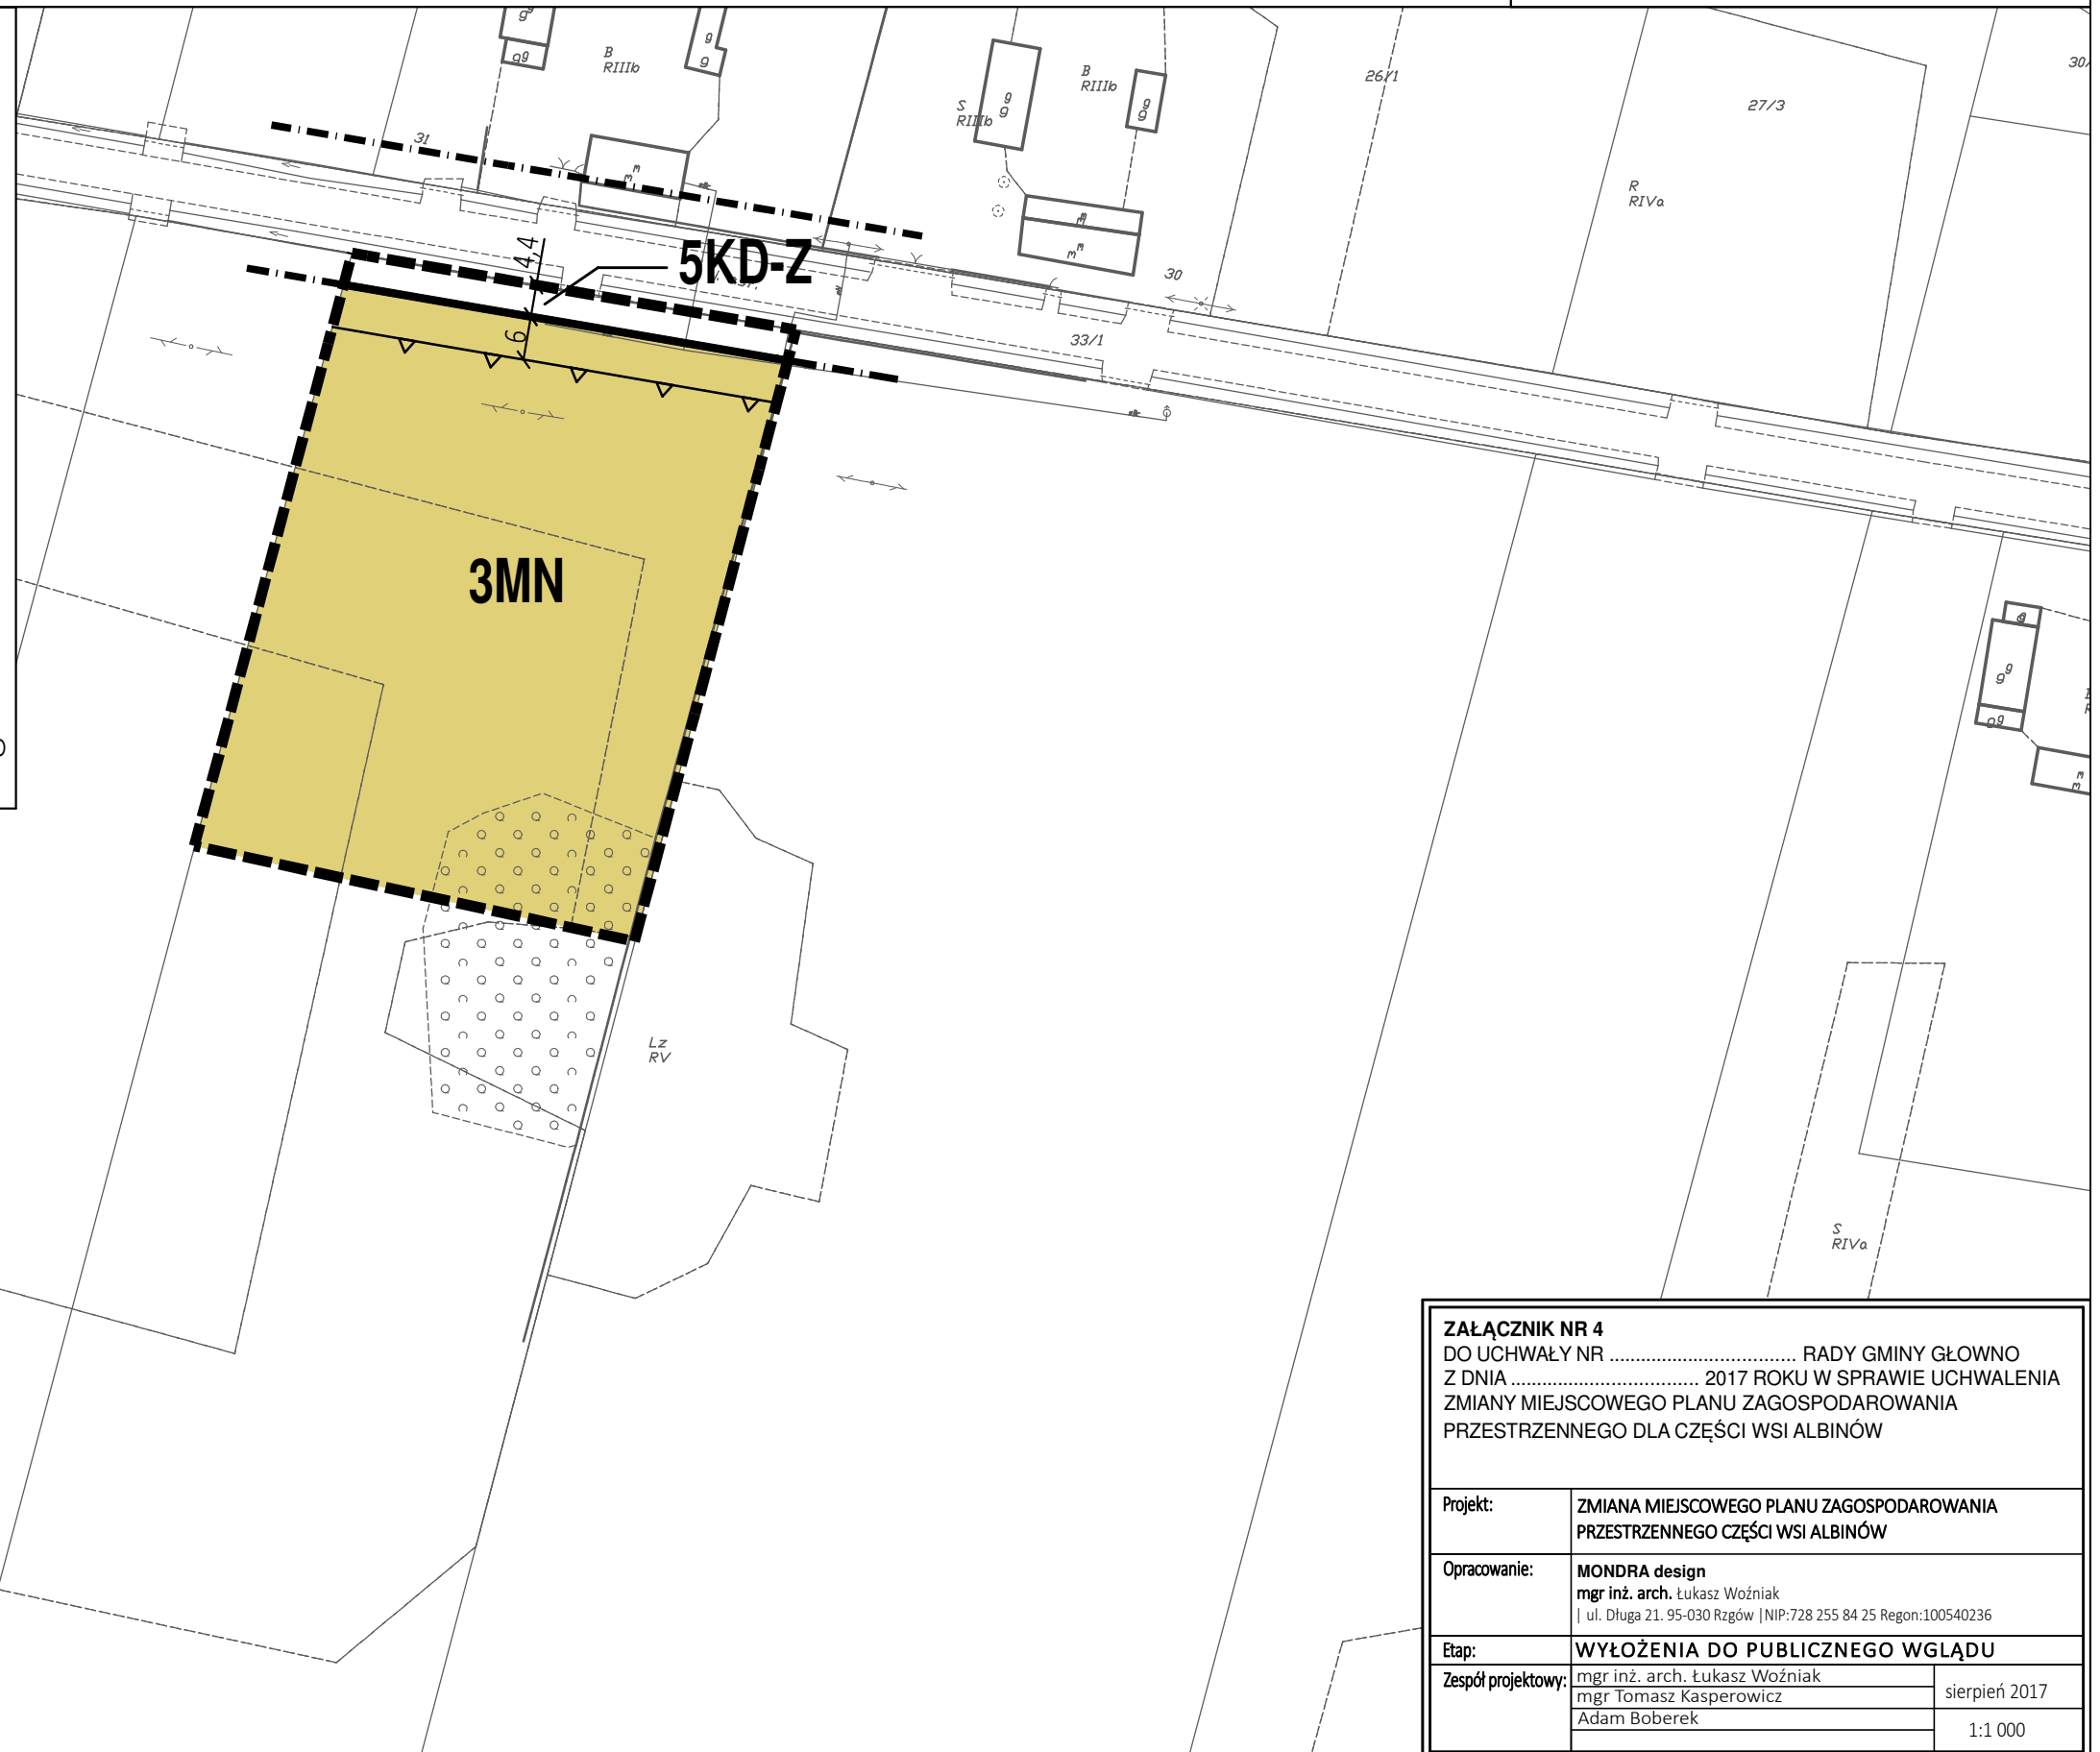 g
gg
B
RIIIb
g
g
g
g
S
RIIIb
B
RIIIb
g
g
26/1
27/3
30/
R
RIVa
31
m
m
m
m
30
4,4
5KD-Z
6
33/1
3MN
g
g
g
gg
m
m
Lz
RV
S
RIVa
ZAŁĄCZNIK NR 4
DO UCHWAŁY NR .................................... RADY GMINY GŁOWNO
Z DNIA .................................... 2017 ROKU W SPRAWIE UCHWALENIA
ZMIANY MIEJSCOWEGO PLANU ZAGOSPODAROWANIA
PRZESTRZENNEGO DLA CZĘŚCI WSI ALBINÓW
Projekt: ZMIANA MIEJSCOWEGO PLANU ZAGOSPODAROWANIA
PRZESTRZENNEGO CZĘŚCI WSI ALBINÓW
Opracowanie: MONDRA design
mgr inż. arch. Łukasz Woźniak
| ul. Długa 21. 95-030 Rzgów |NIP:728 255 84 25 Regon:100540236
Etap: WYŁOŻENIA DO PUBLICZNEGO WGLĄDU
Zespół projektowy: mgr inż. arch. Łukasz Woźniak
mgr Tomasz Kasperowicz
sierpień 2017
Adam Boberek
1:1 000